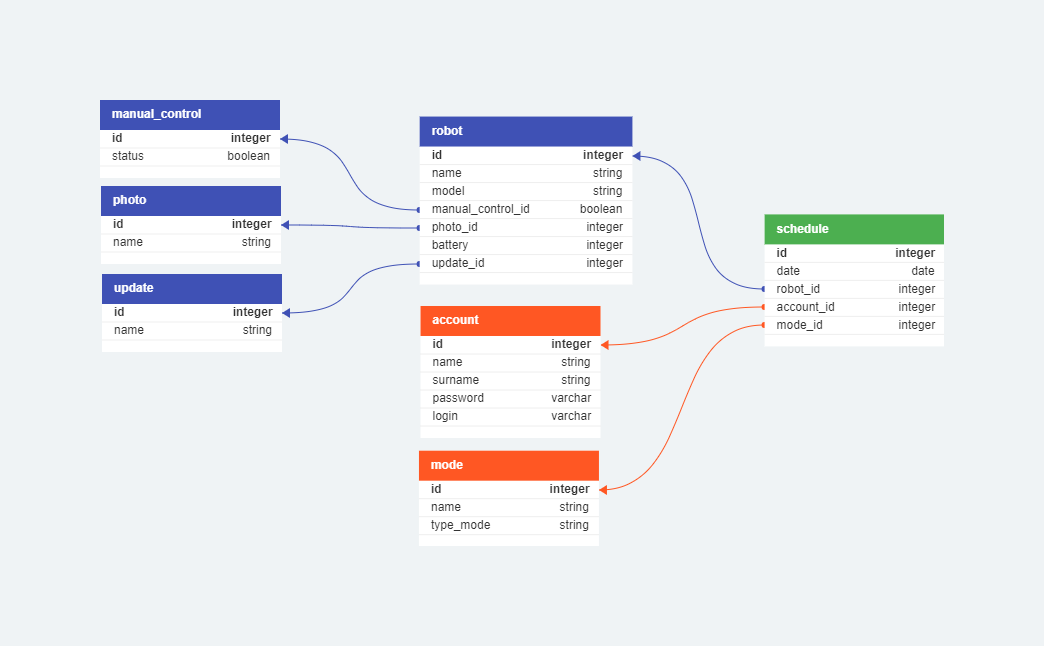 manual_control
id integer
status boolean
photo
id integer
name string
update
id integer
name string
robot
id integer
name string
model string
manual_control_id boolean
photo_id integer
battery integer
update_id integer
account
id integer
name string
surname string
password varchar
login varchar
mode
id integer
name string
type_mode string
schedule
id integer
date date
robot_id integer
account_id integer
mode_id integer